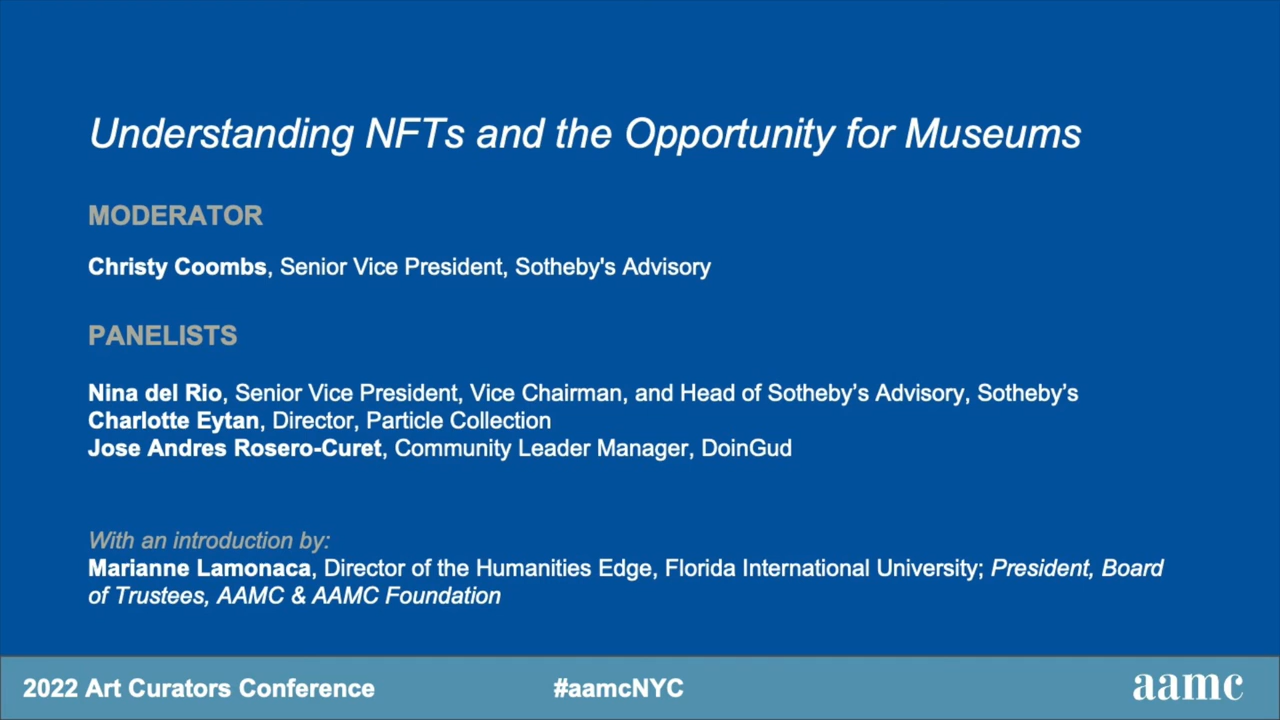 Understanding NFTs and the Opportunity for Museums
MODERATOR
Christy Coombs, Senior Vice President, Sotheby's Advisory
PANELISTS
Nina del Rio, Senior Vice President, Vice Chairman, and Head of Sotheby’s Advisory, Sotheby’s
Charlotte Eytan, Director, Particle Collection
Jose Andres Rosero-Curet, Community Leader Manager, DoinGud
With an introduction by:
Marianne Lamonaca, Director of the Humanities Edge, Florida International University; President, Board
of Trustees, AAMC & AAMC Foundation
2022 Art Curators Conference
#aamcNYC
aamc